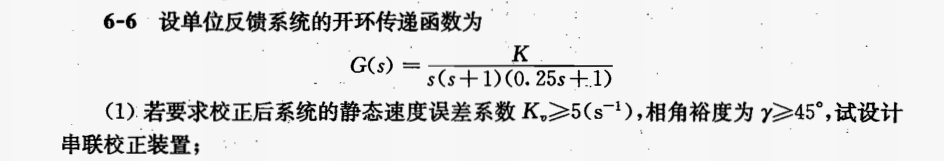 6-6 设单位反馈系统的开环传递函数为
G(s) = K / s(s+1)(0.25s+1)
(1) 若要求校正后系统的静态速度误差系数 Kᵥ≥5(s⁻¹),相角裕度为 γ≥45°,试设计
串联校正装置;